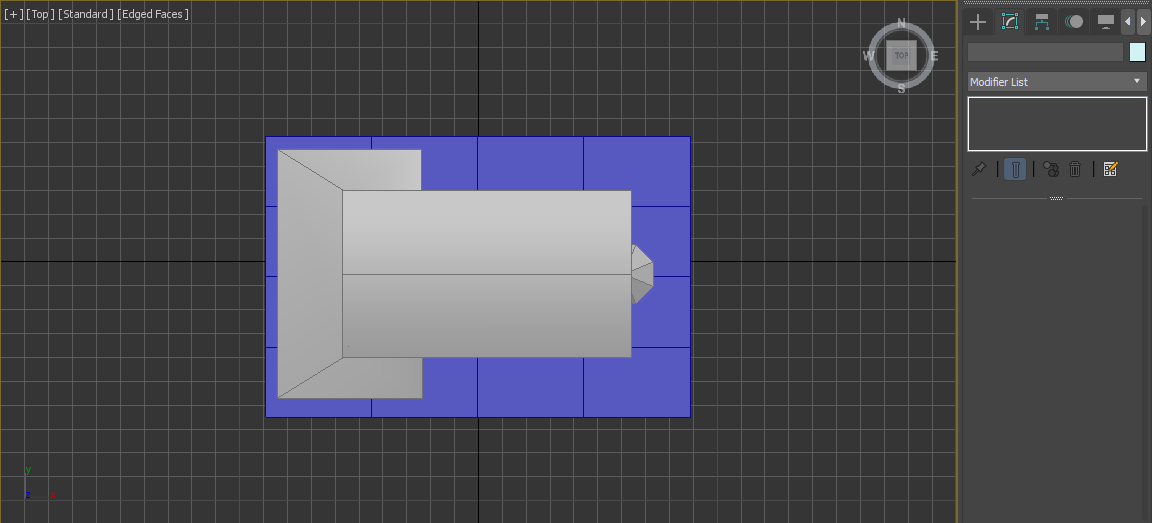 [+] [Top] [Standard] [Edged Faces]
N
W TOP E
S
Modifier List
y
z x